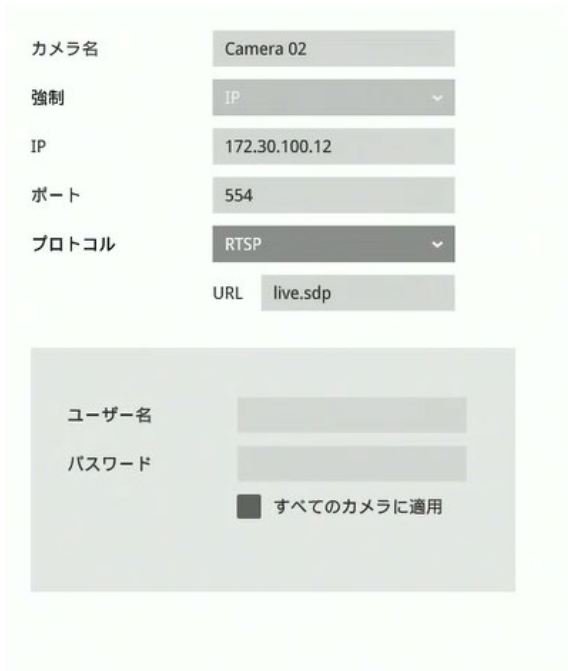 カメラ名 Camera 02
強制 IP
IP 172.30.100.12
ポート 554
プロトコル RTSP
URL live.sdp
ユーザー名
パスワード
すべてのカメラに適用